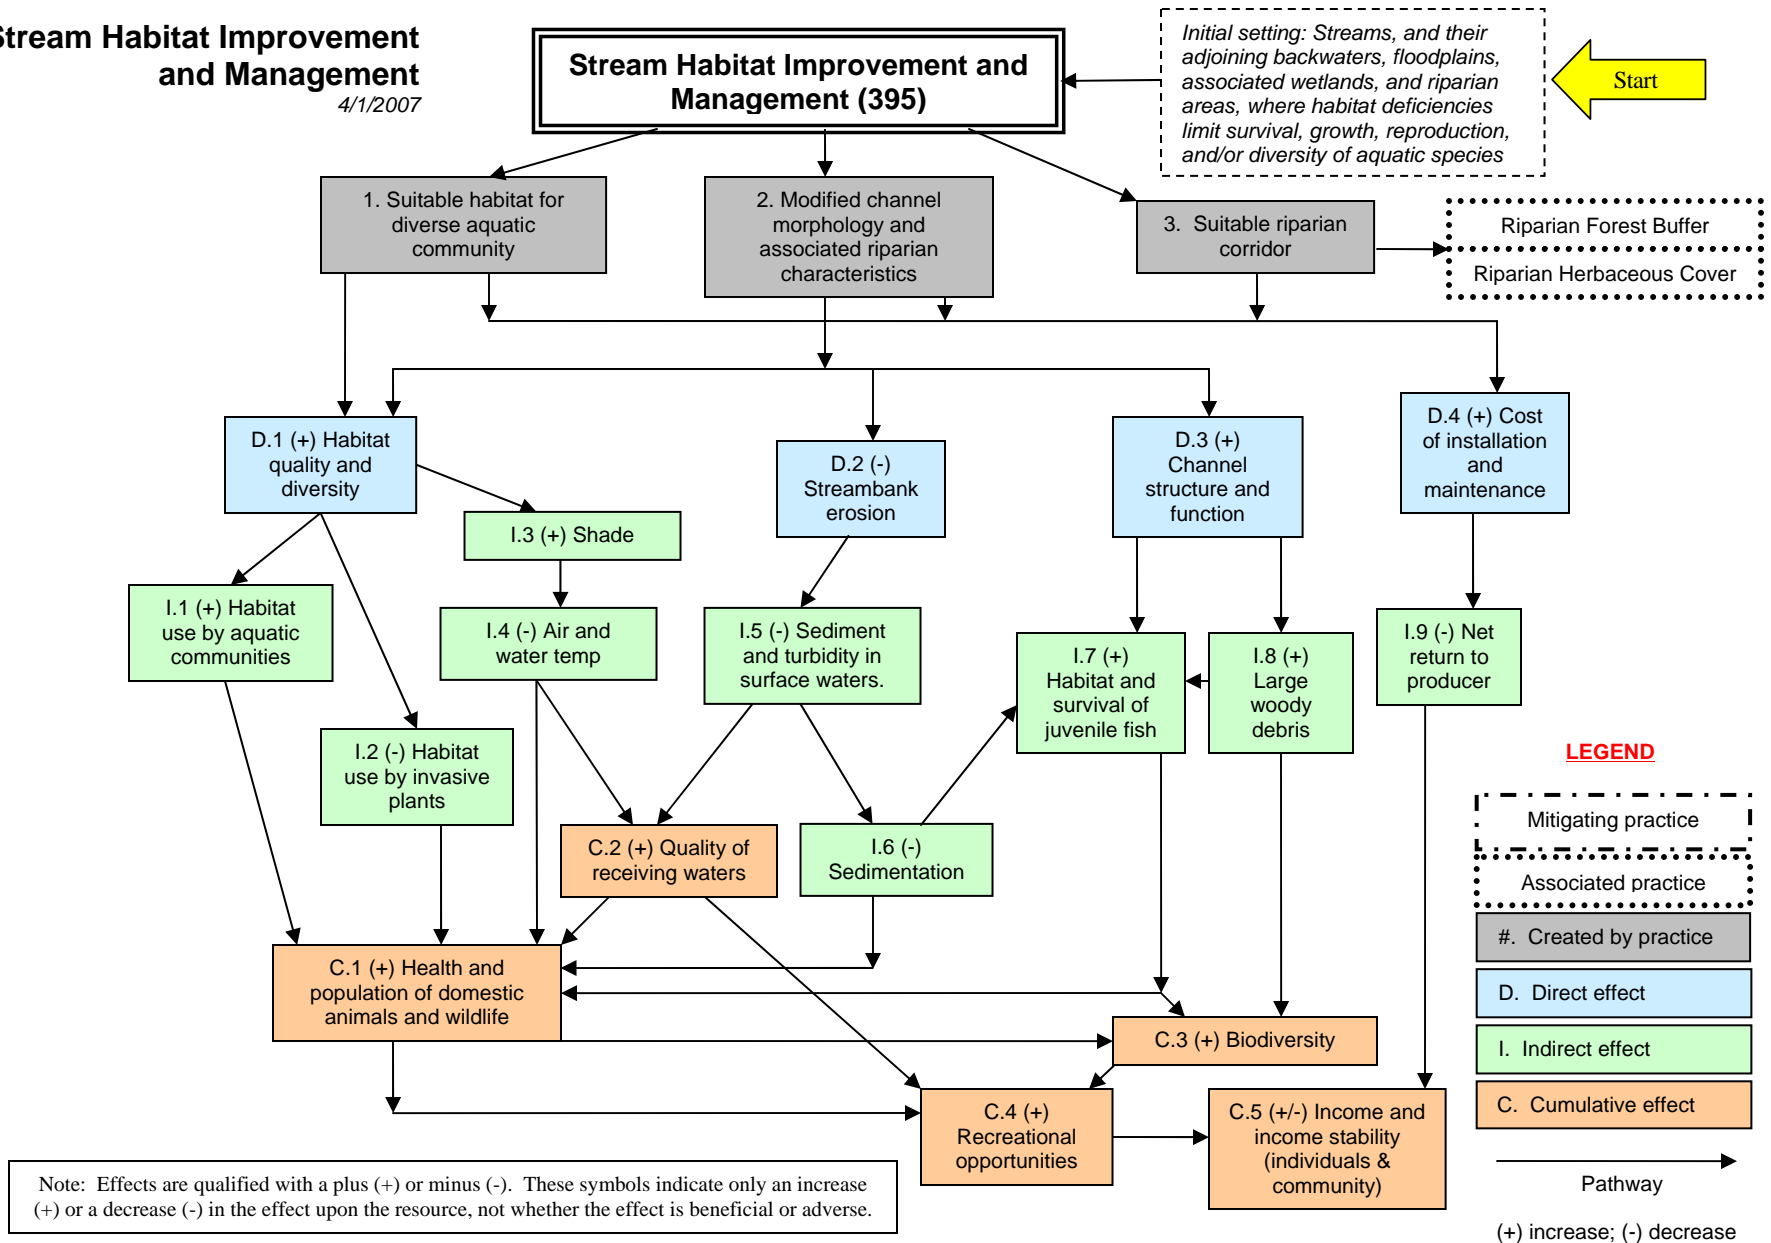 Stream Habitat Improvement
and Management
4/1/2007
Stream Habitat Improvement and
Management (395)
Initial setting: Streams, and their
adjoining backwaters, floodplains,
associated wetlands, and riparian
areas, where habitat deficiencies
limit survival, growth, reproduction,
and/or diversity of aquatic species
Start
1. Suitable habitat for
diverse aquatic
community
2. Modified channel
morphology and
associated riparian
characteristics
3. Suitable riparian
corridor
Riparian Forest Buffer
Riparian Herbaceous Cover
D.1 (+) Habitat
quality and
diversity
D.2 (-)
Streambank
erosion
D.3 (+)
Channel
structure and
function
D.4 (+) Cost
of installation
and
maintenance
I.3 (+) Shade
I.1 (+) Habitat
use by aquatic
communities
I.4 (-) Air and
water temp
I.5 (-) Sediment
and turbidity in
surface waters.
I.7 (+)
Habitat and
survival of
juvenile fish
I.8 (+)
Large
woody
debris
I.9 (-) Net
return to
producer
I.2 (-) Habitat
use by invasive
plants
C.2 (+) Quality of
receiving waters
I.6 (-)
Sedimentation
C.1 (+) Health and
population of domestic
animals and wildlife
C.3 (+) Biodiversity
C.4 (+)
Recreational
opportunities
C.5 (+/-) Income and
income stability
(individuals &
community)
LEGEND
Mitigating practice
Associated practice
#. Created by practice
D. Direct effect
I. Indirect effect
C. Cumulative effect
Pathway
(+) increase; (-) decrease
Note: Effects are qualified with a plus (+) or minus (-). These symbols indicate only an increase
(+) or a decrease (-) in the effect upon the resource, not whether the effect is beneficial or adverse.